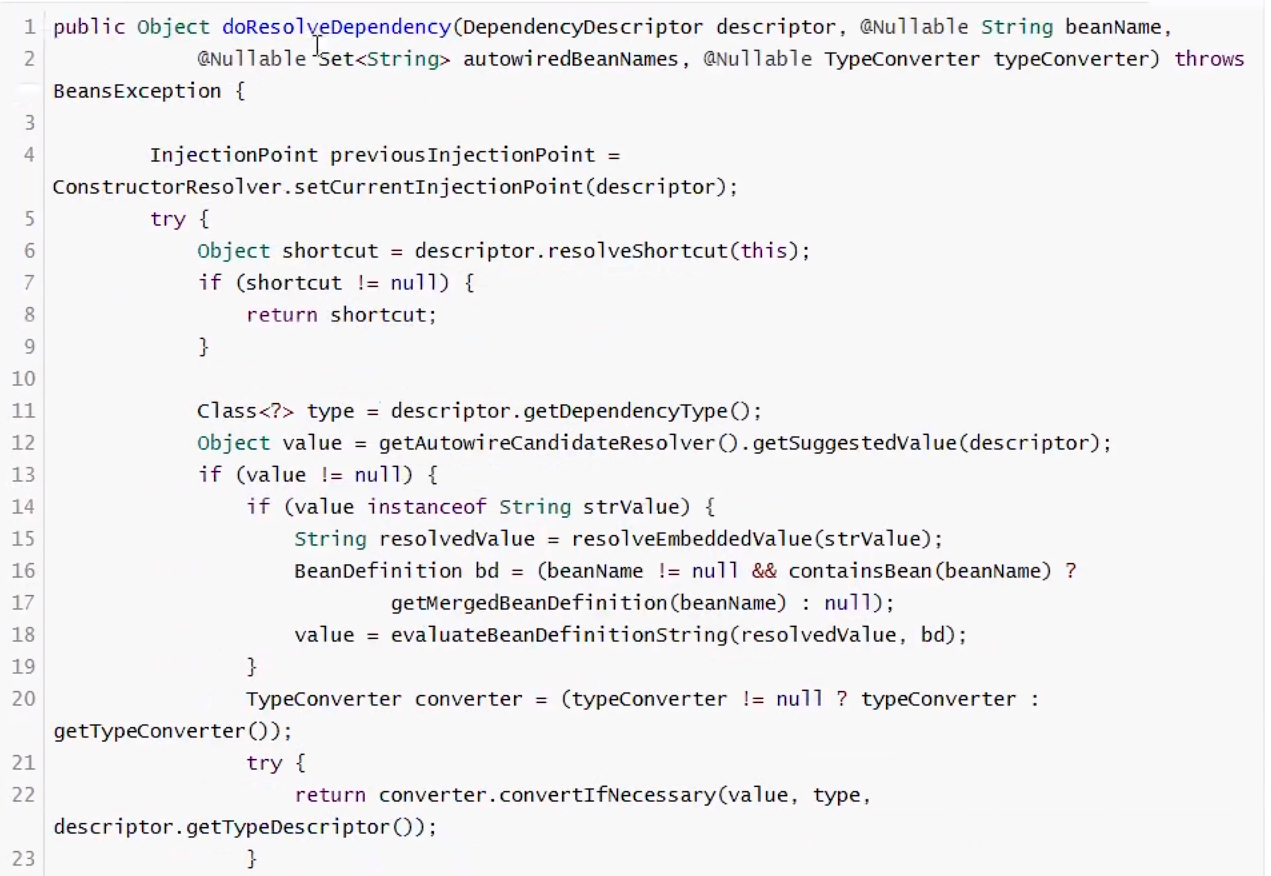 1 public Object doResolveDependency(DependencyDescriptor descriptor, @Nullable String beanName,
2 @Nullable Set<String> autowiredBeanNames, @Nullable TypeConverter typeConverter) throws
BeansException {
3
4 InjectionPoint previousInjectionPoint =
ConstructorResolver.setCurrentInjectionPoint(descriptor);
5 try {
6 Object shortcut = descriptor.resolveShortcut(this);
7 if (shortcut != null) {
8 return shortcut;
9 }
10
11 Class<?> type = descriptor.getDependencyType();
12 Object value = getAutowireCandidateResolver().getSuggestedValue(descriptor);
13 if (value != null) {
14 if (value instanceof String strValue) {
15 String resolvedValue = resolveEmbeddedValue(strValue);
16 BeanDefinition bd = (beanName != null && containsBean(beanName) ?
17 getMergedBeanDefinition(beanName) : null);
18 value = evaluateBeanDefinitionString(resolvedValue, bd);
19 }
20 TypeConverter converter = (typeConverter != null ? typeConverter :
getTypeConverter());
21 try {
22 return converter.convertIfNecessary(value, type,
descriptor.getTypeDescriptor());
23 }